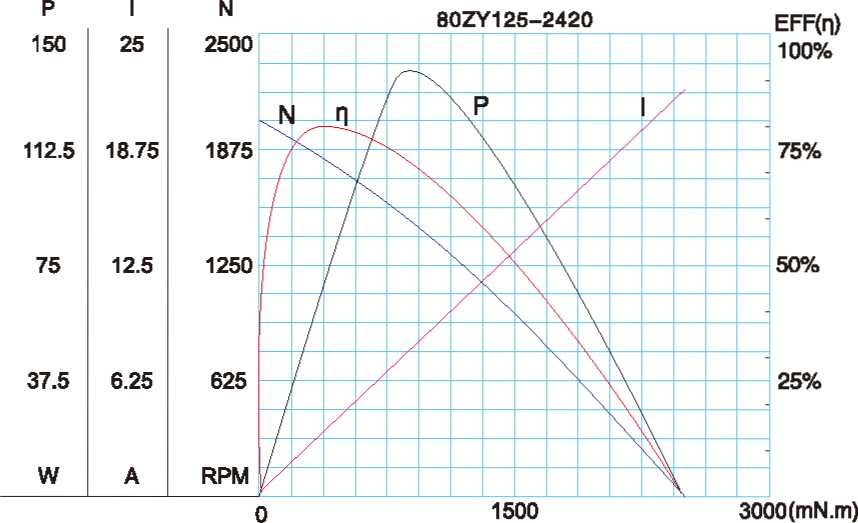 P I N 80ZY125-2420 EFF(η)
150 25 2500 100%
N η P I
112.5 18.75 1875 75%
75 12.5 1250 50%
37.5 6.25 625 25%
W A RPM
0 1500 3000(mN.m)